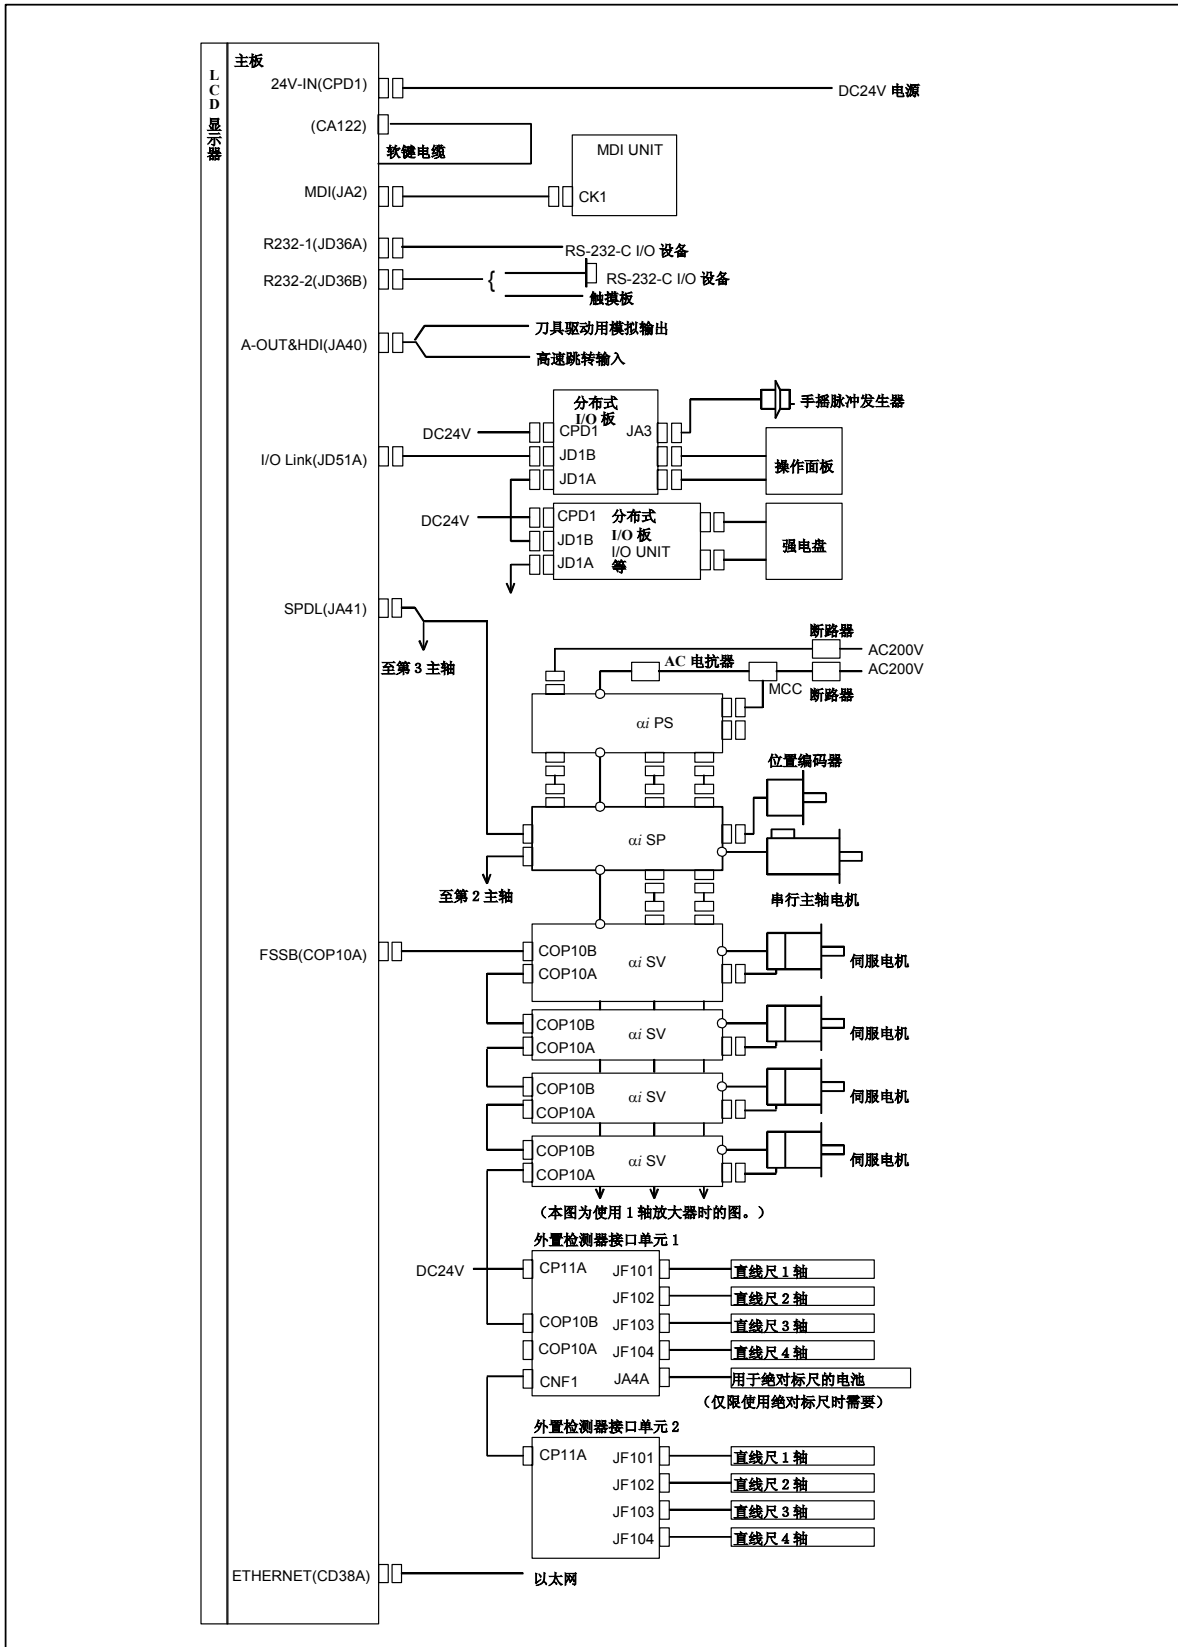 LCD显示器
主板
24V-IN(CPD1)
DC24V 电源
(CA122)
软键电缆
MDI UNIT
MDI(JA2)
CK1
R232-1(JD36A)
RS-232-C I/O 设备
R232-2(JD36B)
{
RS-232-C I/O 设备
触摸板
刀具驱动用模拟输出
A-OUT&HDI(JA40)
高速跳转输入
分布式
I/O 板
手摇脉冲发生器
DC24V
CPD1
JA3
I/O Link(JD51A)
JD1B
操作面板
JD1A
DC24V
CPD1
分布式
I/O 板
JD1B
I/O UNIT
等
强电盘
JD1A
SPDL(JA41)
至第 3 主轴
断路器
AC200V
AC 电抗器
AC200V
MCC
断路器
αi PS
位置编码器
αi SP
至第 2 主轴
串行主轴电机
FSSB(COP10A)
COP10B
αi SV
伺服电机
COP10A
COP10B
αi SV
伺服电机
COP10A
COP10B
αi SV
伺服电机
COP10A
COP10B
αi SV
伺服电机
COP10A
（本图为使用 1 轴放大器时的图。）
外置检测器接口单元 1
DC24V
CP11A
JF101
直线尺 1 轴
JF102
直线尺 2 轴
COP10B
JF103
直线尺 3 轴
COP10A
JF104
直线尺 4 轴
CNF1
JA4A
用于绝对标尺的电池
（仅限使用绝对标尺时需要）
外置检测器接口单元 2
CP11A
JF101
直线尺 1 轴
JF102
直线尺 2 轴
JF103
直线尺 3 轴
JF104
直线尺 4 轴
ETHERNET(CD38A)
以太网